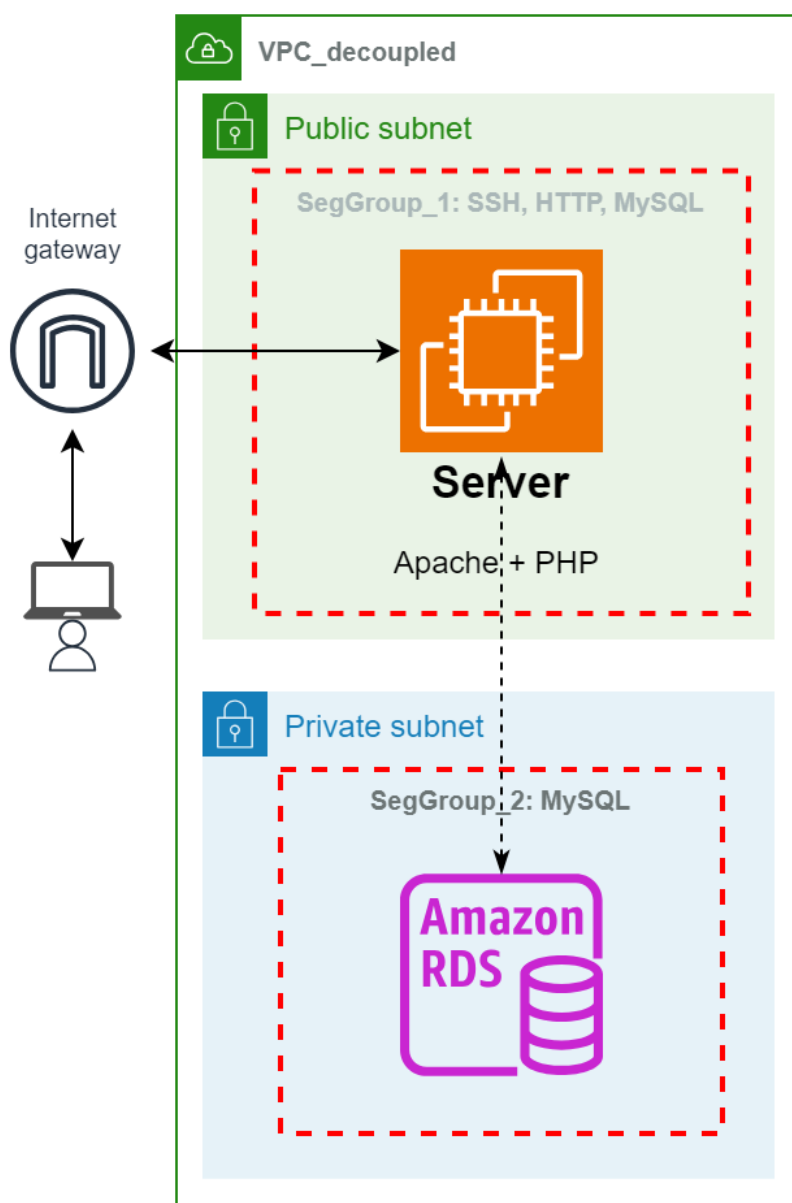 VPC_decoupled
Public subnet
SegGroup_1: SSH, HTTP, MySQL
Internet
gateway
Server
Apache + PHP
Private subnet
SegGroup_2: MySQL
Amazon
RDS